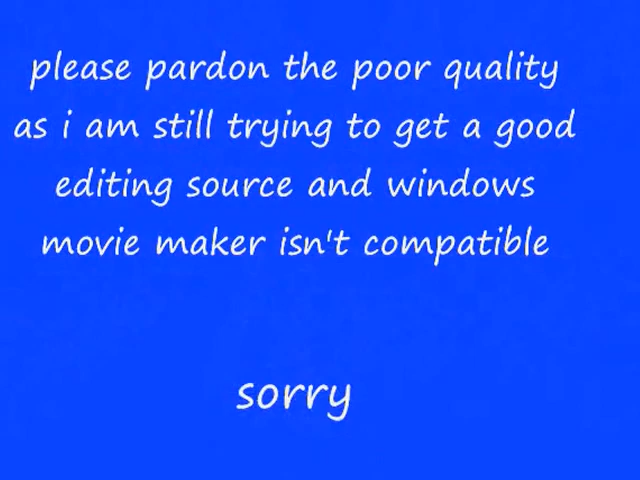 please pardon the poor quality
as i am still trying to get a good
editing source and windows
movie maker isn't compatible
sorry